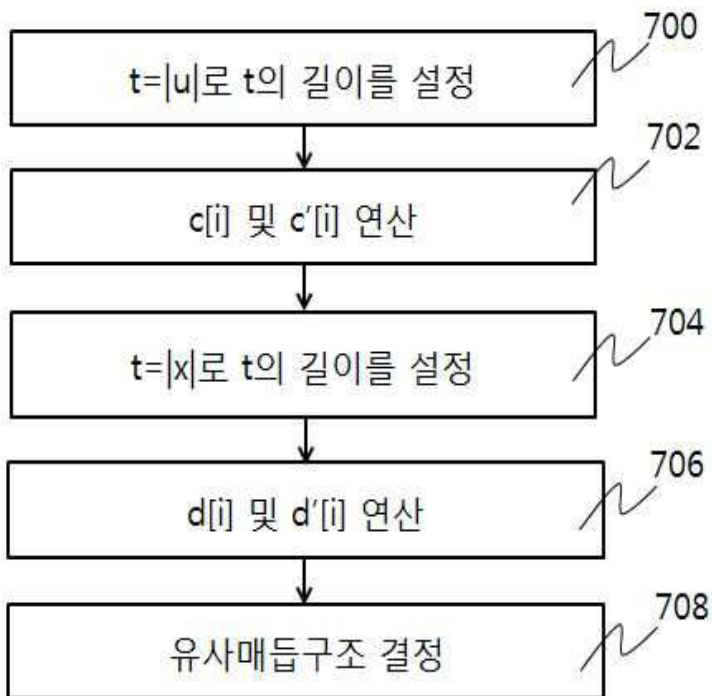 700
t=|u|로 t의 길이를 설정
702
c[i] 및 c'[i] 연산
704
t=|x|로 t의 길이를 설정
706
d[i] 및 d'[i] 연산
708
유사매듭구조 결정